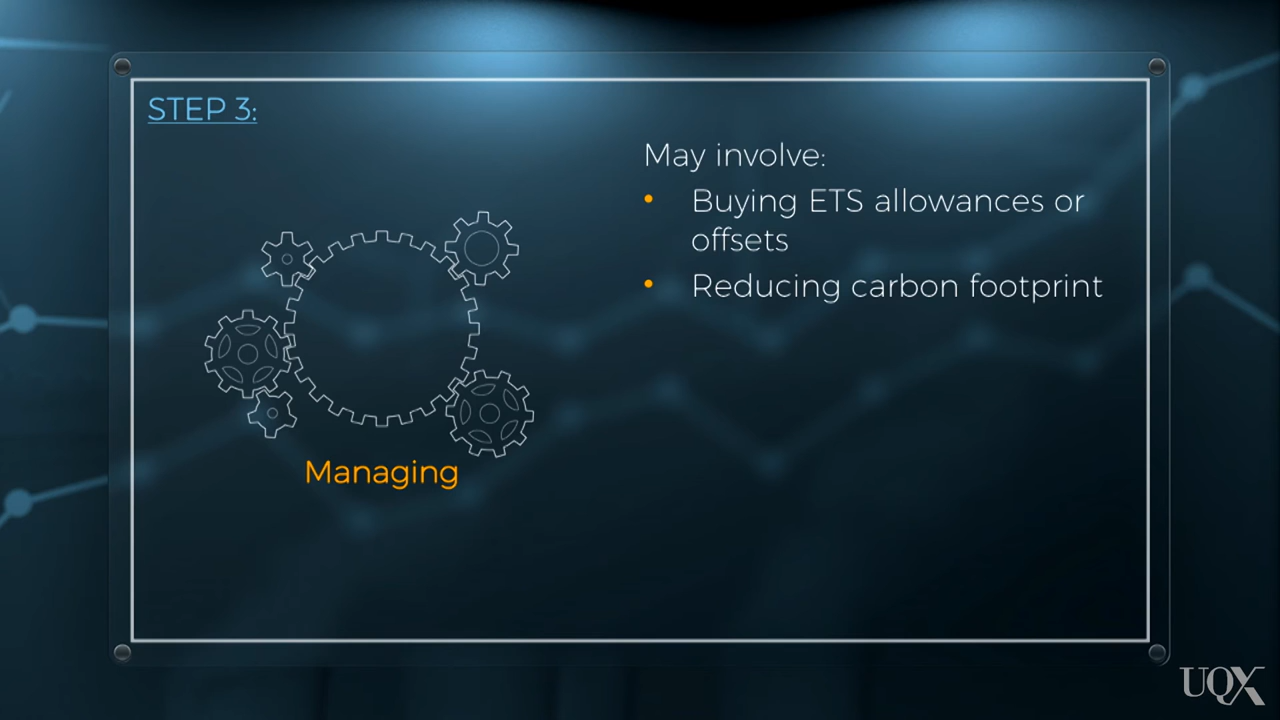 STEP 3:
May involve:
• Buying ETS allowances or
offsets
• Reducing carbon footprint
Managing
UQX